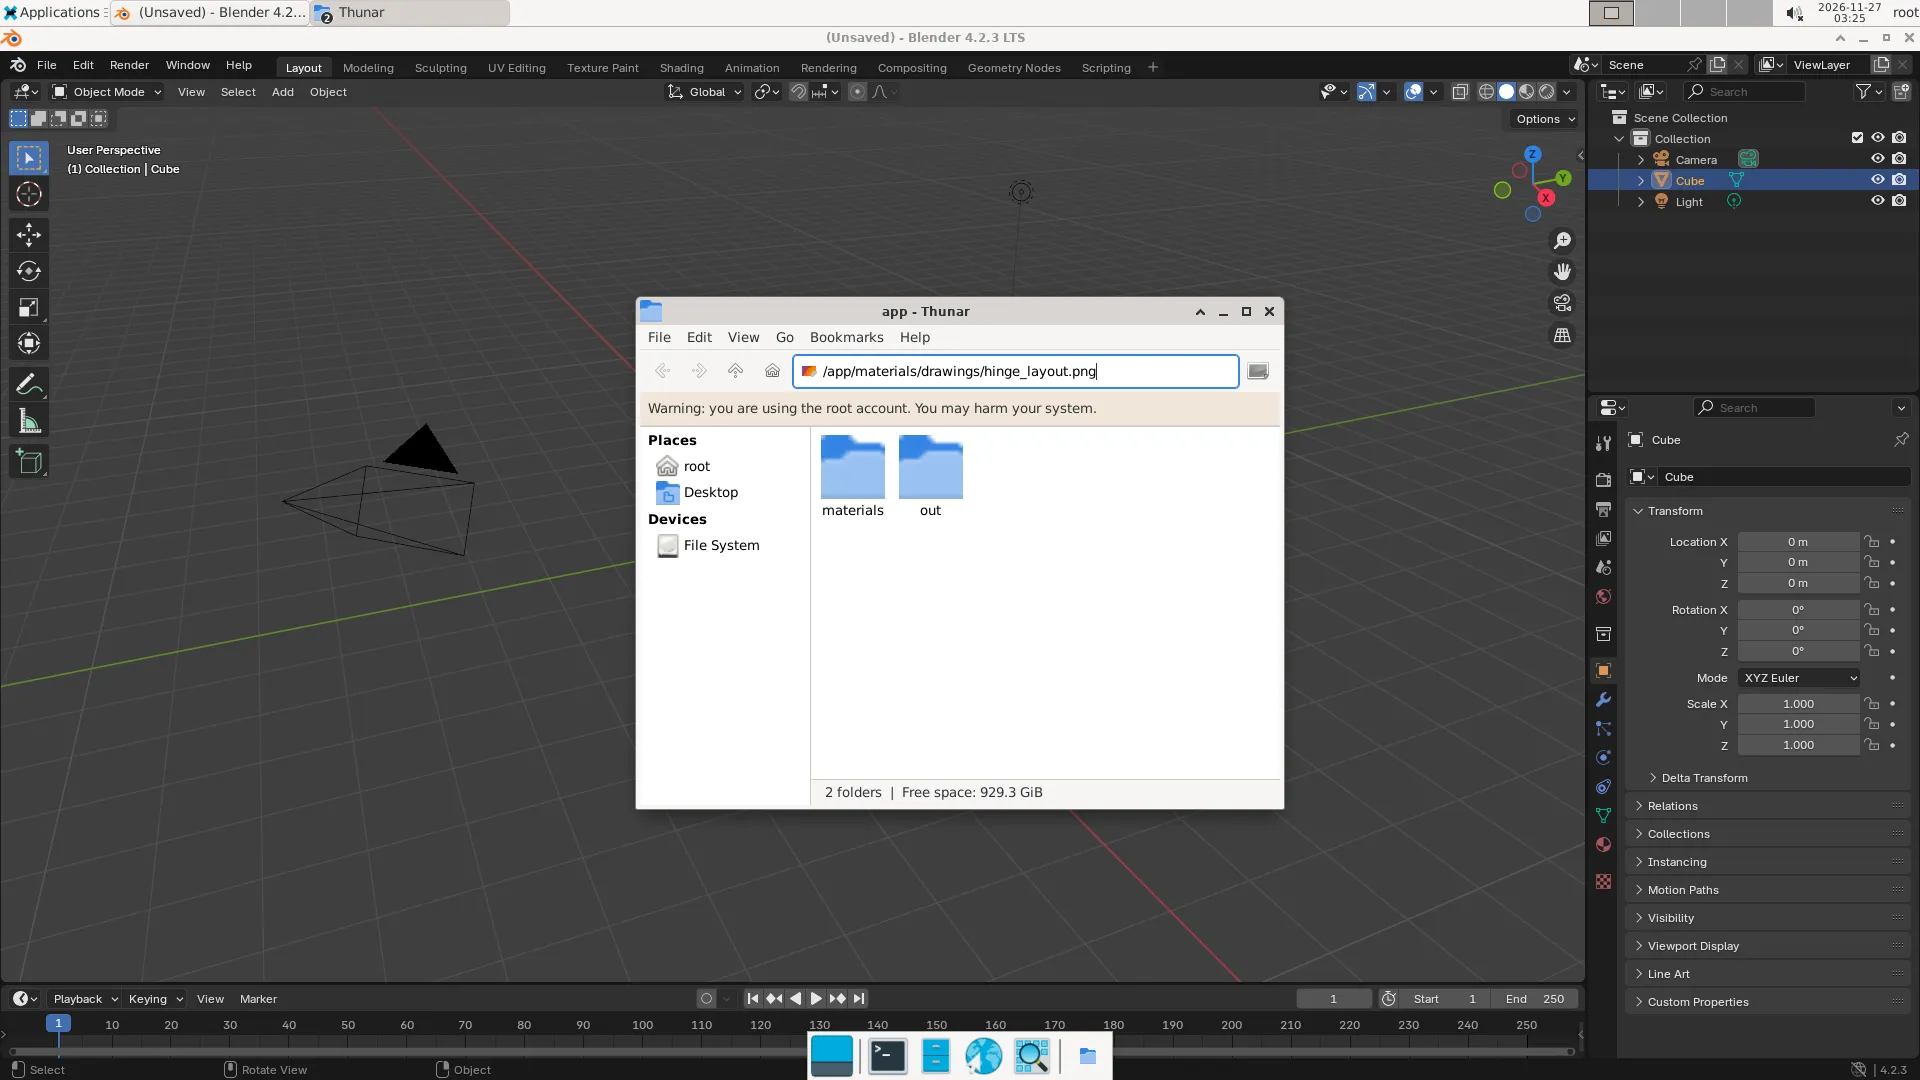 Applications
(Unsaved) - Blender 4.2...
2
Thunar
2026-11-27
03:25
root
(Unsaved) - Blender 4.2.3 LTS
File Edit Render Window Help
Layout Modeling Sculpting UV Editing Texture Paint Shading Animation Rendering Compositing Geometry Nodes Scripting
Scene
ViewLayer
Object Mode View Select Add Object
Global
Search
Options
User Perspective
(1) Collection | Cube
Z
Y
X
Scene Collection
Collection
Camera
Cube
Light
app - Thunar
File Edit View Go Bookmarks Help
/app/materials/drawings/hinge_layout.png
Warning: you are using the root account. You may harm your system.
Places
root
Desktop
Devices
File System
materials
out
2 folders | Free space: 929.3 GiB
Search
Cube
Cube
Transform
Location X 0 m
Y 0 m
Z 0 m
Rotation X 0°
Y 0°
Z 0°
Mode XYZ Euler
Scale X 1.000
Y 1.000
Z 1.000
Delta Transform
Relations
Collections
Instancing
Motion Paths
Visibility
Viewport Display
Line Art
Custom Properties
Playback Keying View Marker
1
Start 1
End 250
1 10 20 30 40 50 60 70 80 90 100 110 120 130 140 150 160 170 180 190 200 210 220 230 240 250
Select
Rotate View
Object
4.2.3